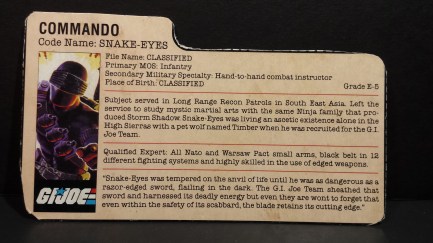 COMMANDO
Code Name: SNAKE-EYES
File Name: CLASSIFIED
Primary MOS: Infantry
Secondary Military Specialty: Hand-to-hand combat instructor
Place of Birth: CLASSIFIED Grade E-5
Subject served in Long Range Recon Patrols in South East Asia. Left the
service to study mystic martial arts with the same Ninja family that pro-
duced Storm Shadow. Snake-Eyes was living an ascetic existence alone in the
High Sierras with a pet wolf named Timber when he was recruited for the G.I.
Joe Team.
Qualified Expert: All Nato and Warsaw Pact small arms, black belt in 12
different fighting systems and highly skilled in the use of edged weapons.
"Snake-Eyes was tempered on the anvil of life until he was as dangerous as a
razor-edged sword, flailing in the dark. The G.I. Joe Team sheathed that
sword and harnessed its deadly energy but even they are wont to forget that
even within the safety of its scabbard, the blade retains its cutting edge."
GIJOE